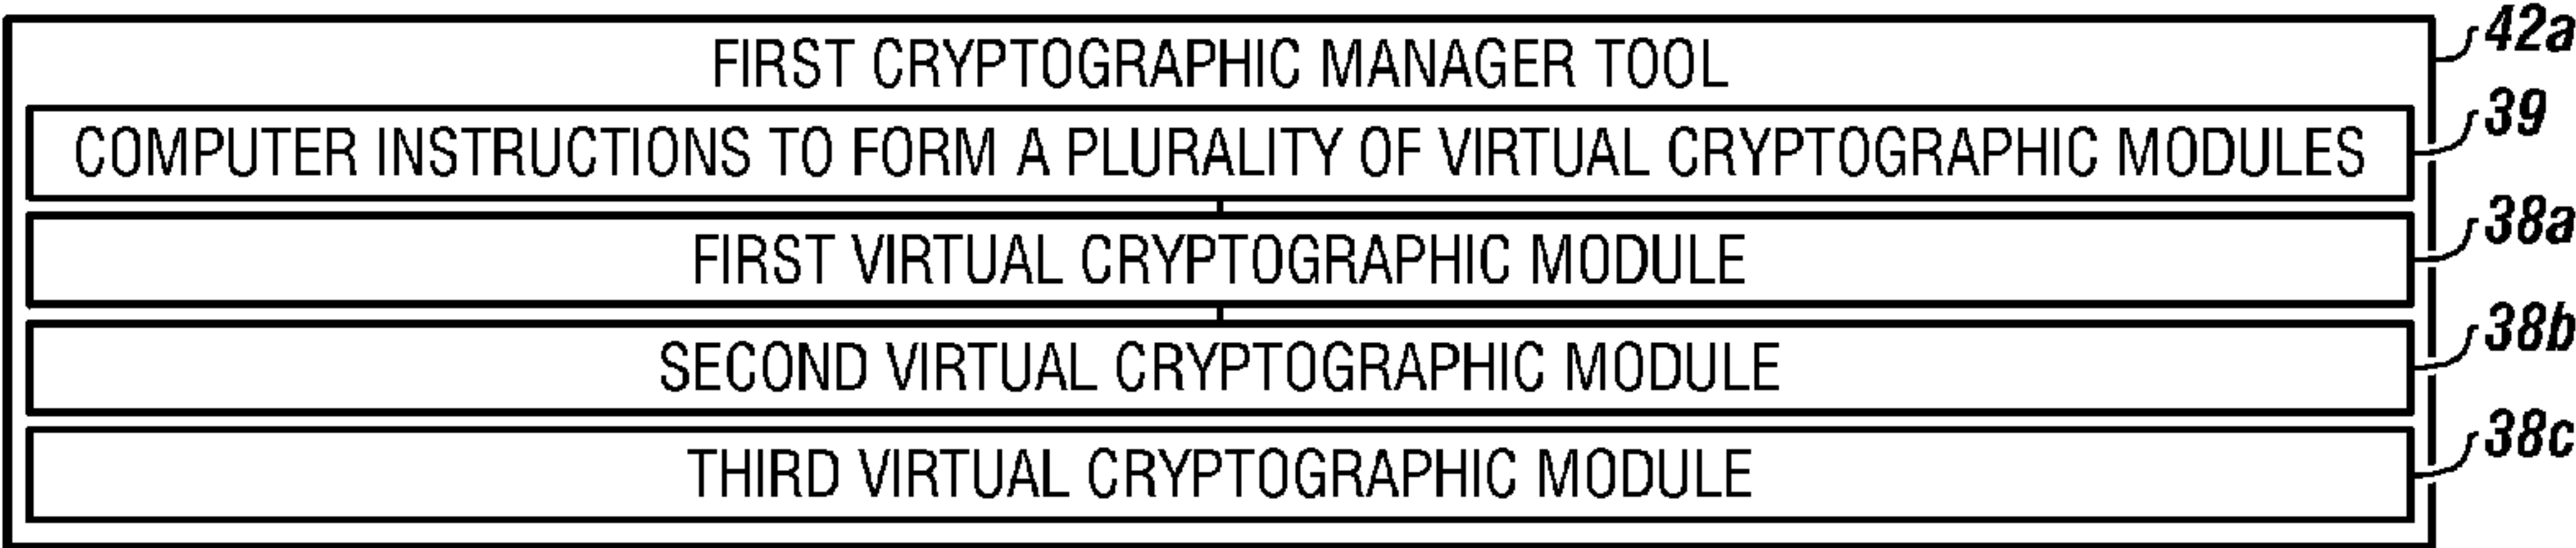 FIRST CRYPTOGRAPHIC MANAGER TOOL 42a
COMPUTER INSTRUCTIONS TO FORM A PLURALITY OF VIRTUAL CRYPTOGRAPHIC MODULES 39
FIRST VIRTUAL CRYPTOGRAPHIC MODULE 38a
SECOND VIRTUAL CRYPTOGRAPHIC MODULE 38b
THIRD VIRTUAL CRYPTOGRAPHIC MODULE 38c